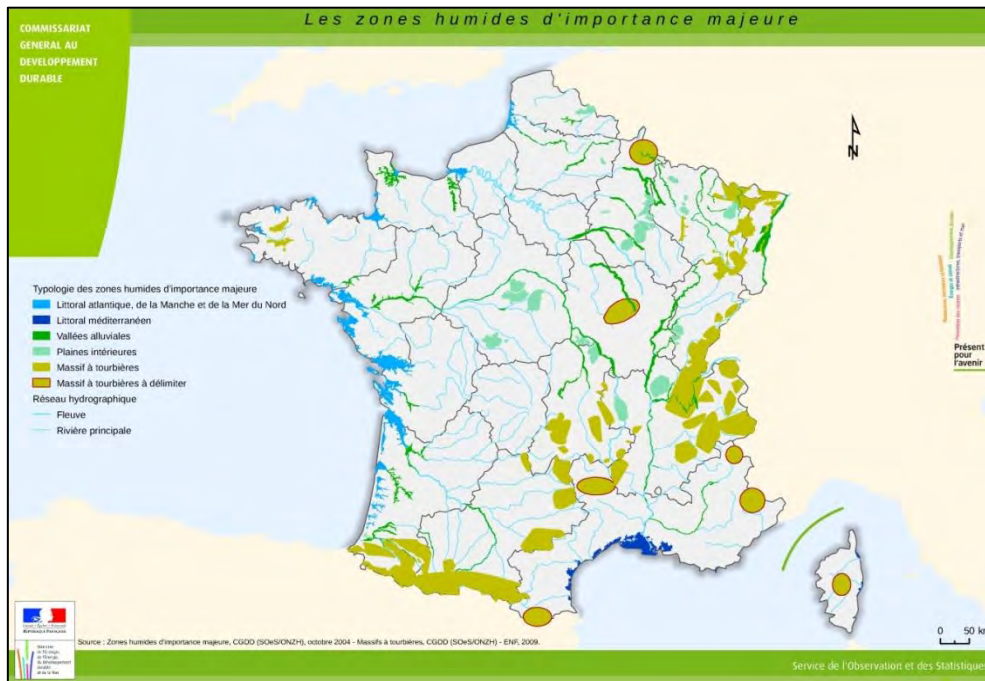 Les zones humides d'importance majeure
COMMISSARIAT
GENERAL AU
DEVELOPPEMENT
DURABLE
N
Typologie des zones humides d'importance majeure
Littoral atlantique, de la Manche et de la Mer du Nord
Littoral méditerranéen
Vallées alluviales
Plaines intérieures
Massif à tourbières
Massif à tourbières à délimiter
Réseau hydrographique
Fleuve
Rivière principale
Présent
pour
l'avenir
RÉPUBLIQUE FRANÇAISE
Source : Zones humides d'importance majeure, CGDD (SOeS/ONZH), octobre 2004 - Massifs à tourbières, CGDD (SOeS/ONZH) - ENF, 2009.
0 50 km
Service de l'Observation et des Statistiques